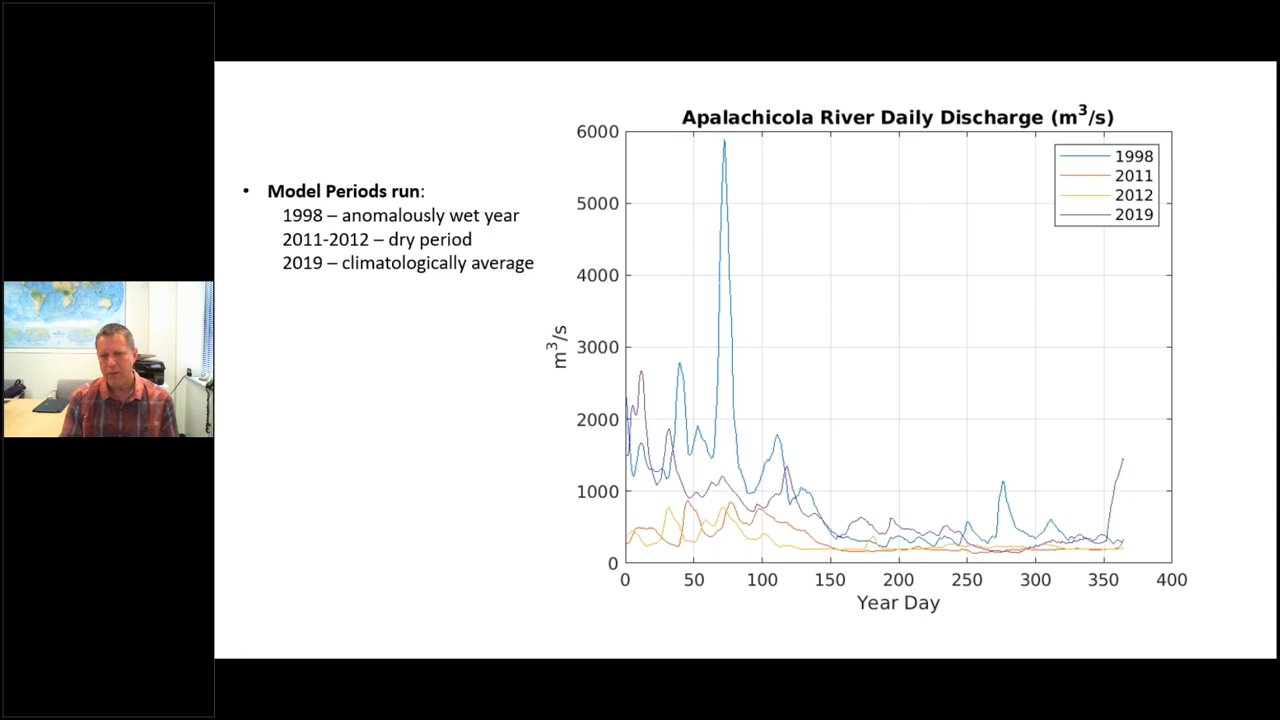 • Model Periods run:
1998 – anomalously wet year
2011-2012 – dry period
2019 – climatologically average
Apalachicola River Daily Discharge (m³/s)
6000
5000
4000
3000
2000
1000
0
m³/s
0 50 100 150 200 250 300 350 400
Year Day
1998
2011
2012
2019